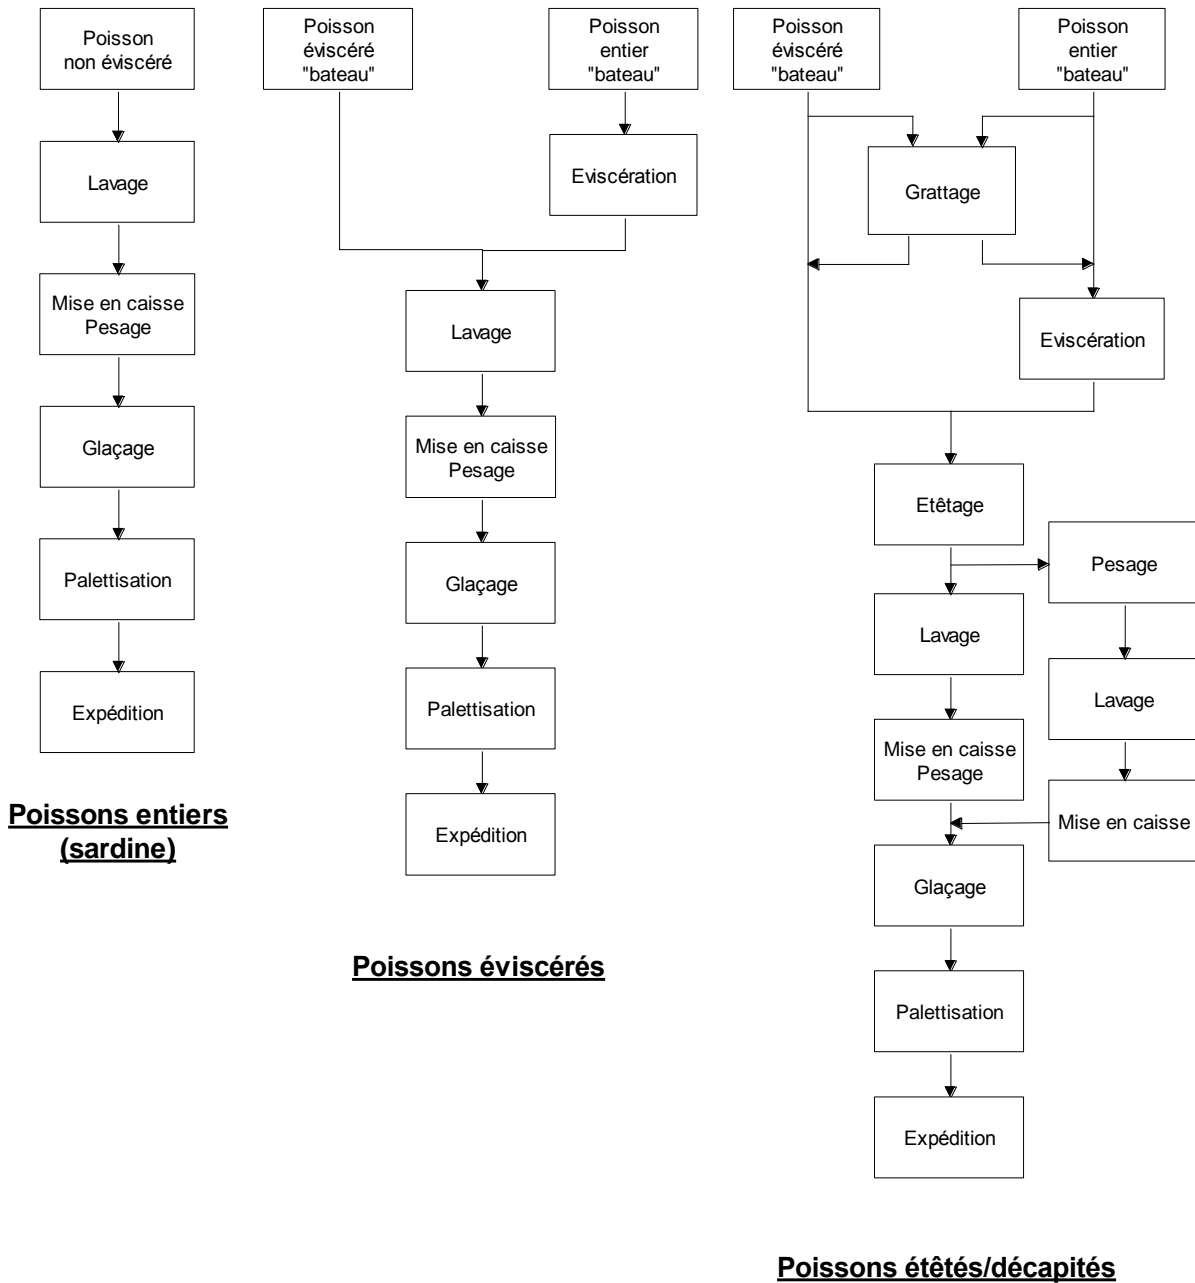 Poisson
non éviscéré
Lavage
Mise en caisse
Pesage
Glaçage
Palettisation
Expédition
Poissons entiers
(sardine)
Poisson
éviscéré
"bateau"
Poisson
entier
"bateau"
Eviscération
Lavage
Mise en caisse
Pesage
Glaçage
Palettisation
Expédition
Poissons éviscérés
Poisson
éviscéré
"bateau"
Poisson
entier
"bateau"
Grattage
Eviscération
Etêtage
Pesage
Lavage
Lavage
Mise en caisse
Pesage
Mise en caisse
Glaçage
Palettisation
Expédition
Poissons étêtés/décapités